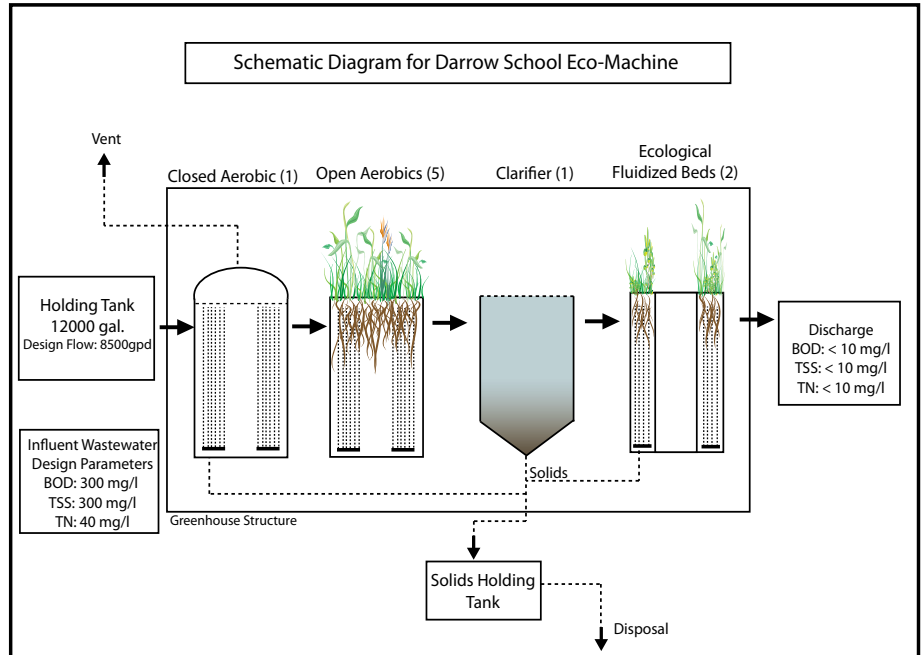 Schematic Diagram for Darrow School Eco-Machine
Vent
Closed Aerobic (1)
Open Aerobics (5)
Clarifier (1)
Ecological
Fluidized Beds (2)
Holding Tank
12000 gal.
Design Flow: 8500gpd
Discharge
BOD: < 10 mg/l
TSS: < 10 mg/l
TN: < 10 mg/l
Influent Wastewater
Design Parameters
BOD: 300 mg/l
TSS: 300 mg/l
TN: 40 mg/l
Solids
Greenhouse Structure
Solids Holding
Tank
Disposal